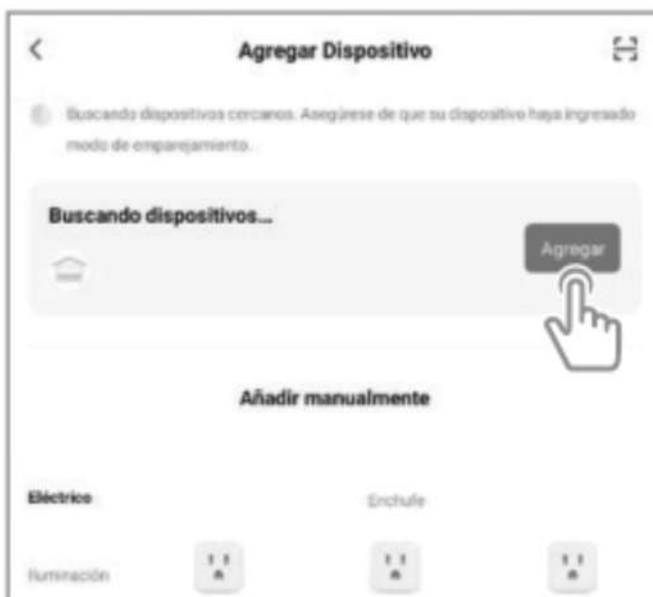 Agregar Dispositivo
Buscando dispositivos cercanos. Asegúrese de que su dispositivo haya ingresado
modo de emparejamiento.
Buscando dispositivos...
Agregar
Añadir manualmente
Eléctrico
Enchufe
Iluminación